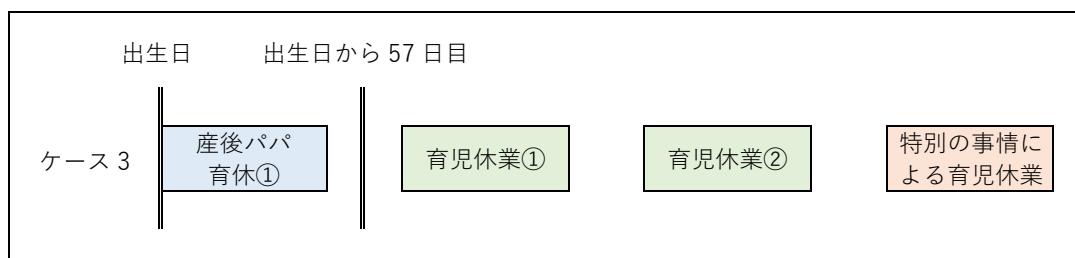 出生日 出生日から 57 日目
ケース 3
産後パパ
育休①
育児休業①
育児休業②
特別の事情に
よる育児休業